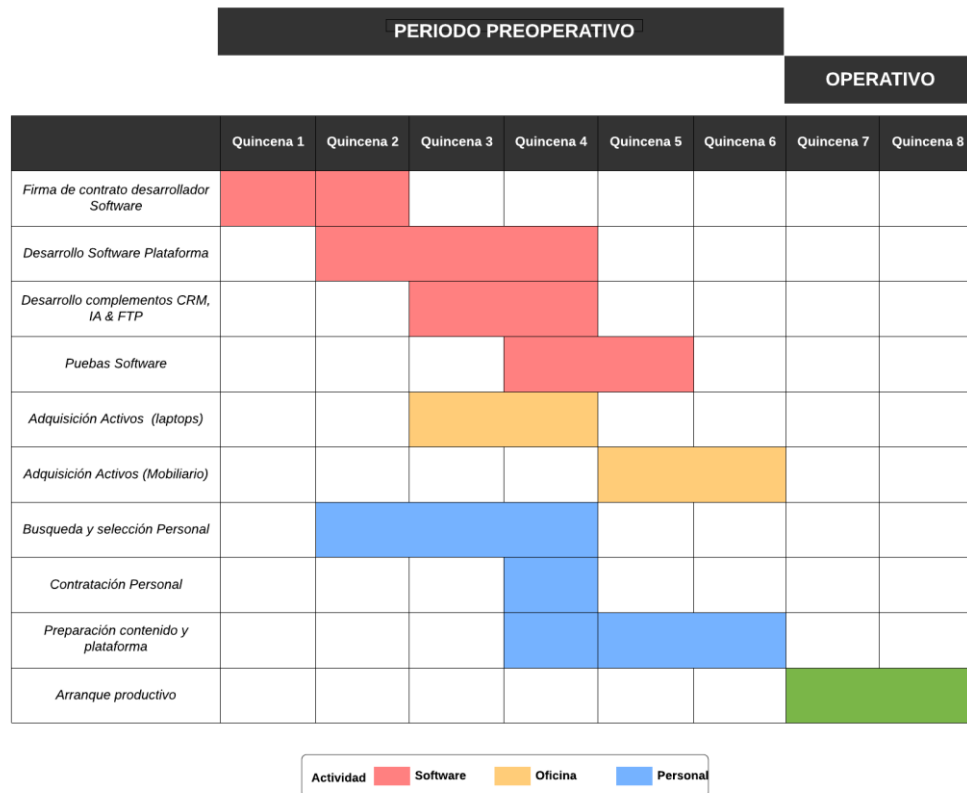 PERIODO PREOPERATIVO
OPERATIVO
Quincena 1 Quincena 2 Quincena 3 Quincena 4 Quincena 5 Quincena 6 Quincena 7 Quincena 8
Firma de contrato desarrollador
Software
Desarrollo Software Plataforma
Desarrollo complementos CRM,
IA & FTP
Puebas Software
Adquisición Activos (laptops)
Adquisición Activos (Mobiliario)
Busqueda y selección Personal
Contratación Personal
Preparación contenido y
plataforma
Arranque productivo
Actividad Software Oficina Personal